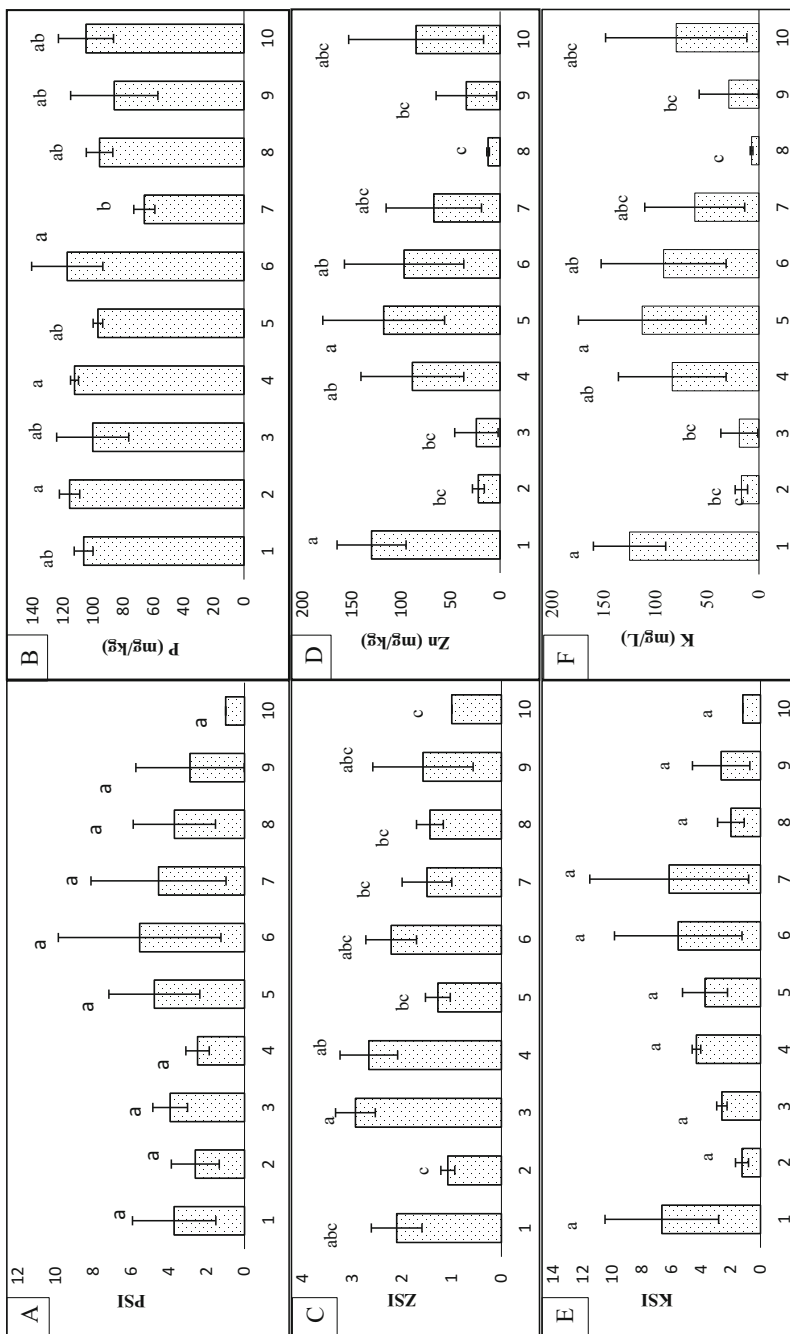 A
12
10
8
6
4
2
0
PSI
a a a a a a a a a a
1 2 3 4 5 6 7 8 9 10
B
140
120
100
80
60
40
20
0
P (mg/kg)
ab a ab a ab a b ab ab ab
1 2 3 4 5 6 7 8 9 10
C
4
3
2
1
0
ZSI
abc c a ab bc abc bc bc abc c
1 2 3 4 5 6 7 8 9 10
D
200
150
100
50
0
Zn (mg/kg)
a bc bc ab a ab abc c bc abc
1 2 3 4 5 6 7 8 9 10
E
14
12
10
8
6
4
2
0
KSI
a a a a a a a a a a
1 2 3 4 5 6 7 8 9 10
F
200
150
100
50
0
K (mg/L)
a bc bc ab a ab abc c bc abc
c
1 2 3 4 5 6 7 8 9 10